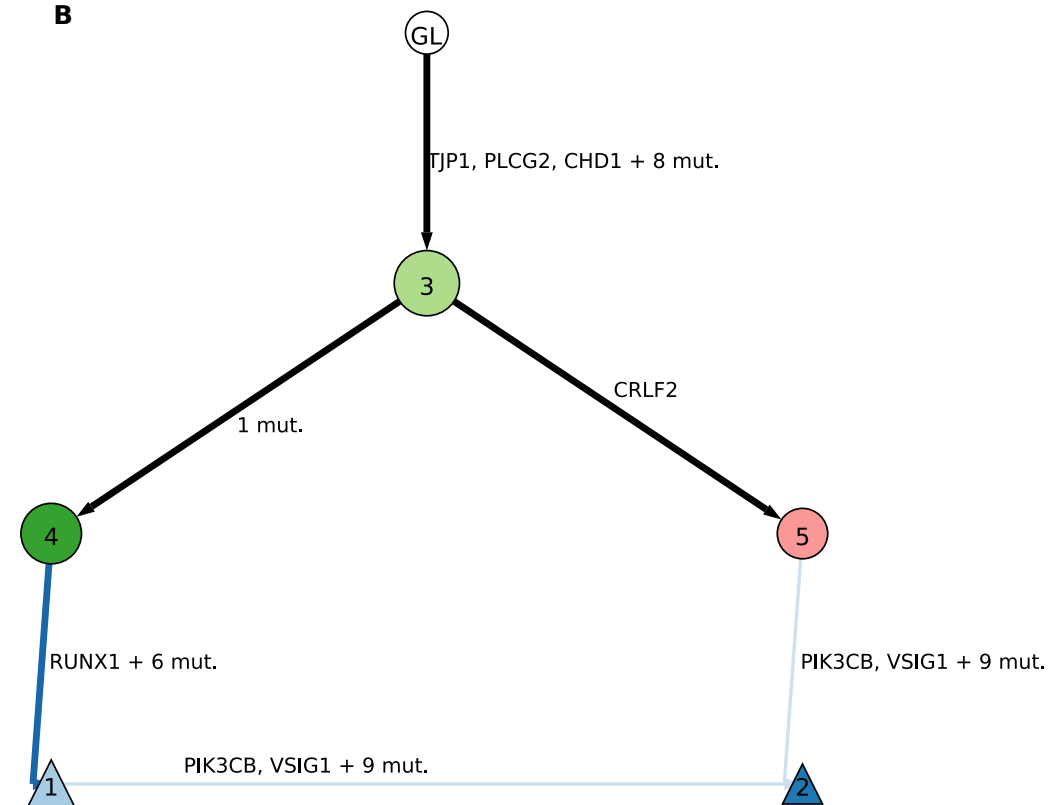 B
GL
TJP1, PLCG2, CHD1 + 8 mut.
3
CRLF2
1 mut.
4
5
RUNX1 + 6 mut.
PIK3CB, VSIG1 + 9 mut.
PIK3CB, VSIG1 + 9 mut.
1
2